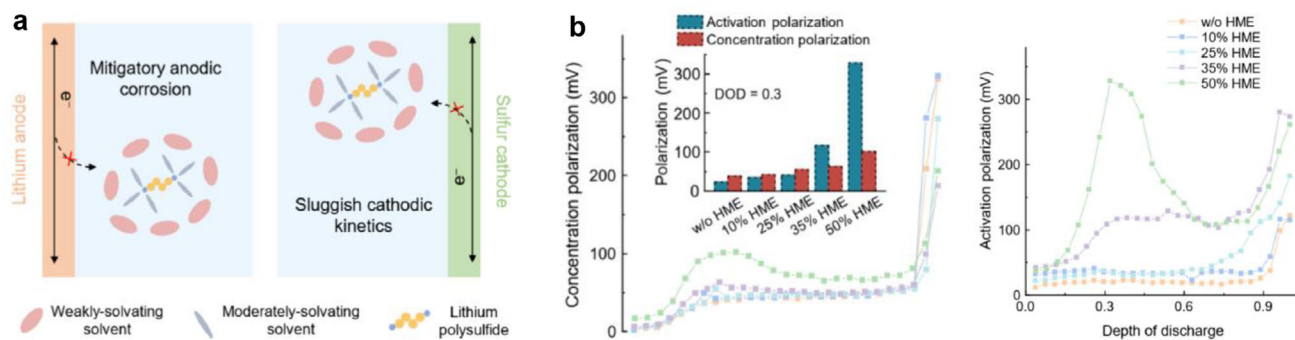 a
Lithium anode
e⁻
Mitigatory anodic
corrosion
Sluggish cathodic
kinetics
e⁻
Sulfur cathode
Weakly-solvating
solvent
Moderately-solvating
solvent
Lithium
polysulfide
b
Concentration polarization (mV)
300
200
100
0
Activation polarization
Concentration polarization
Polarization (mV)
300
200
100
50
0
DOD = 0.3
w/o HME
10% HME
25% HME
35% HME
50% HME
Activation polarization (mV)
400
300
200
100
0
w/o HME
10% HME
25% HME
35% HME
50% HME
0.0
0.3
0.6
0.9
Depth of discharge